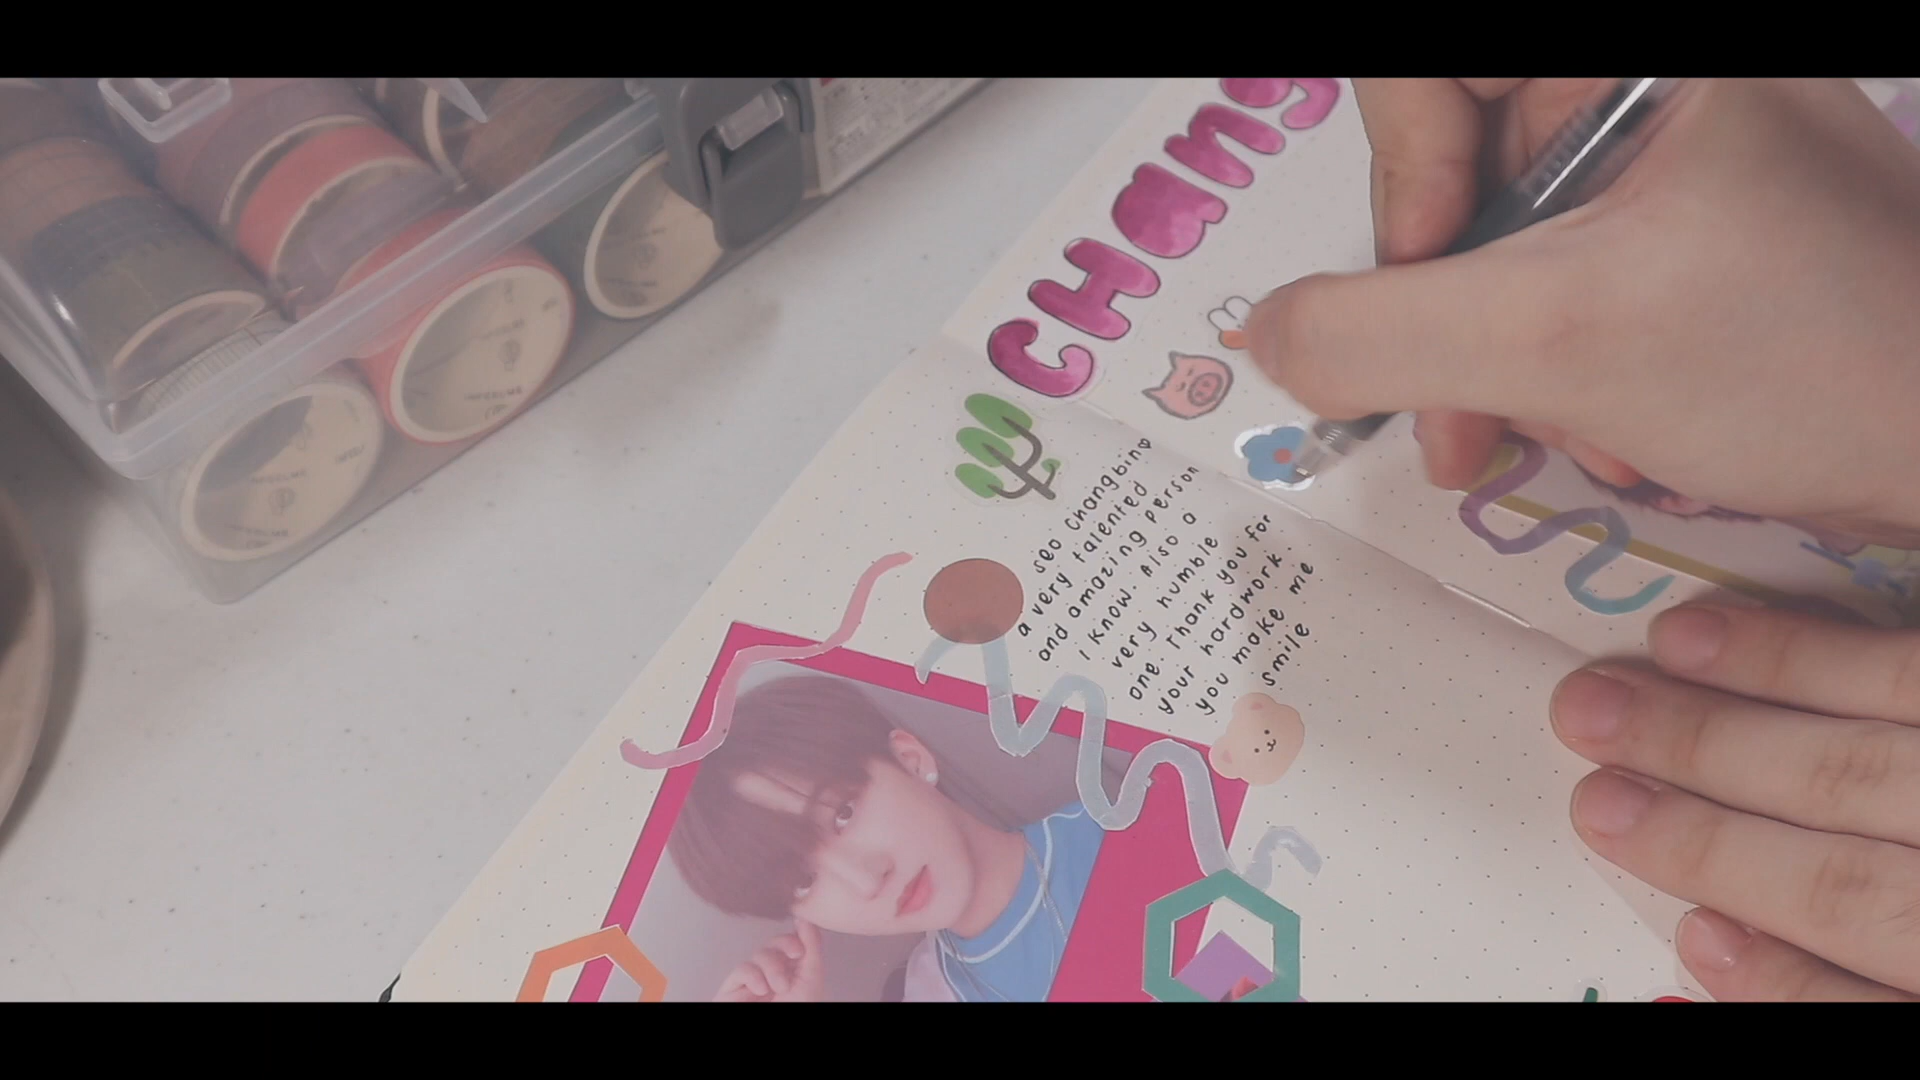 CHang
seo Changbin♡
a very talented
and amazing person
I know. Also a
very humble
one. Thank you for
your hardwork.
you make me
smile